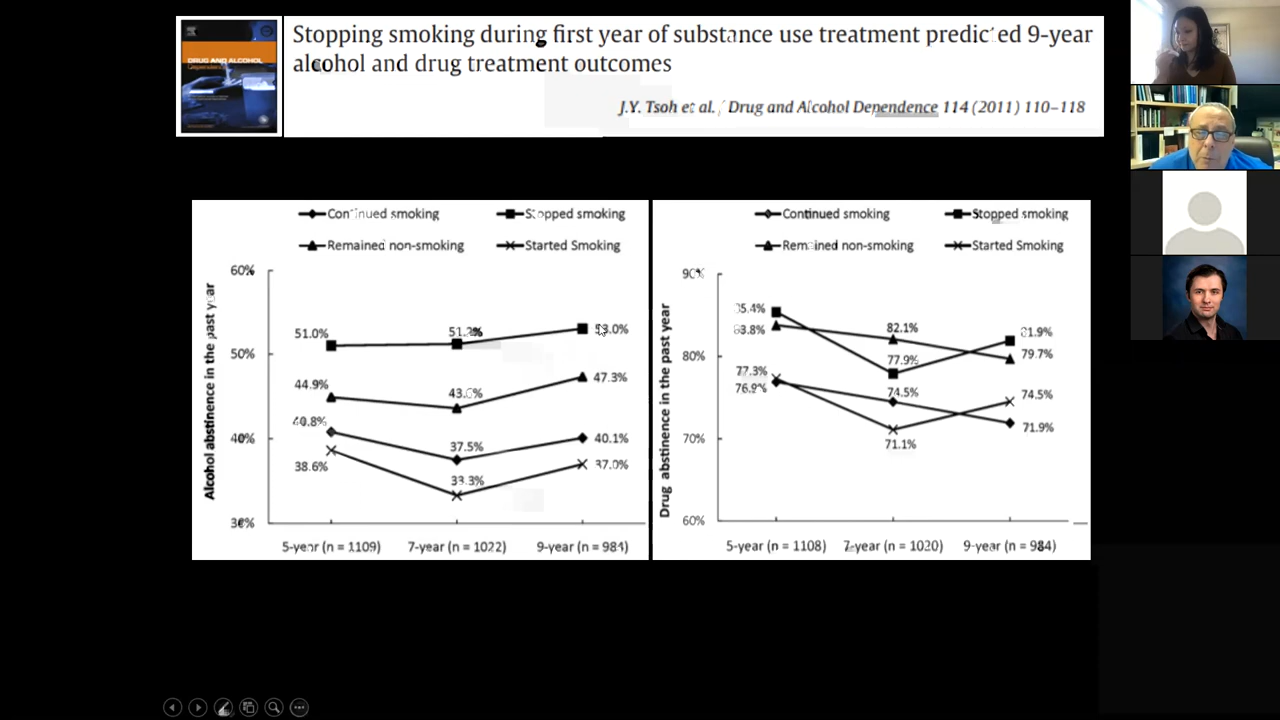 DRUG AND ALCOHOL
Stopping smoking during first year of substance use treatment predicted 9-year
alcohol and drug treatment outcomes
J.Y. Tsoh et al. / Drug and Alcohol Dependence 114 (2011) 110–118
Continued smoking Stopped smoking
Remained non-smoking Started Smoking
Alcohol abstinence in the past year
60%
50%
40%
30%
51.0% 51.2% 53.0%
44.9% 43.6% 47.3%
40.8% 37.5% 40.1%
38.6% 33.3% 37.0%
5-year (n = 1109) 7-year (n = 1022) 9-year (n = 984)
Continued smoking Stopped smoking
Remained non-smoking Started Smoking
Drug abstinence in the past year
90%
80%
70%
60%
85.4% 77.9% 81.9%
83.8% 82.1% 79.7%
77.3% 71.1% 74.5%
76.9% 74.5% 71.9%
5-year (n = 1108) 7-year (n = 1020) 9-year (n = 984)